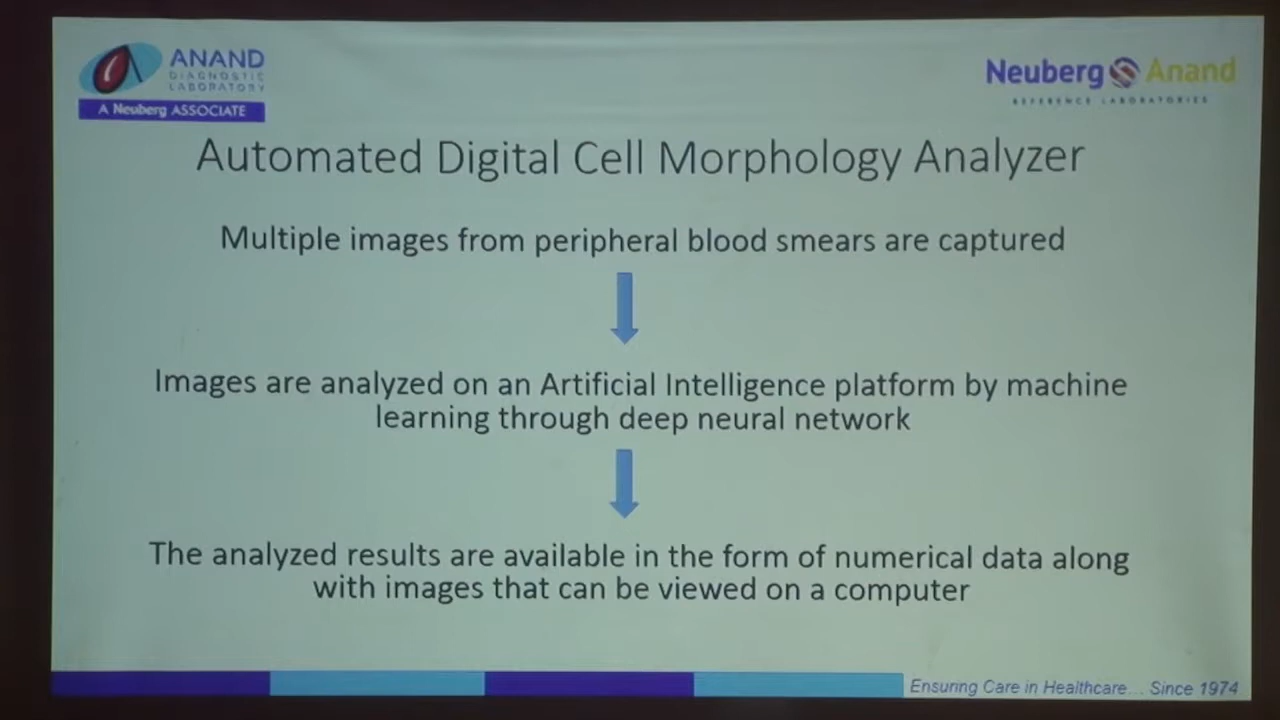 ANAND
DIAGNOSTIC
LABORATORY
A Neuberg ASSOCIATE
Neuberg Anand
REFERENCE LABORATORIES
Automated Digital Cell Morphology Analyzer
Multiple images from peripheral blood smears are captured
Images are analyzed on an Artificial Intelligence platform by machine
learning through deep neural network
The analyzed results are available in the form of numerical data along
with images that can be viewed on a computer
Ensuring Care in Healthcare... Since 1974